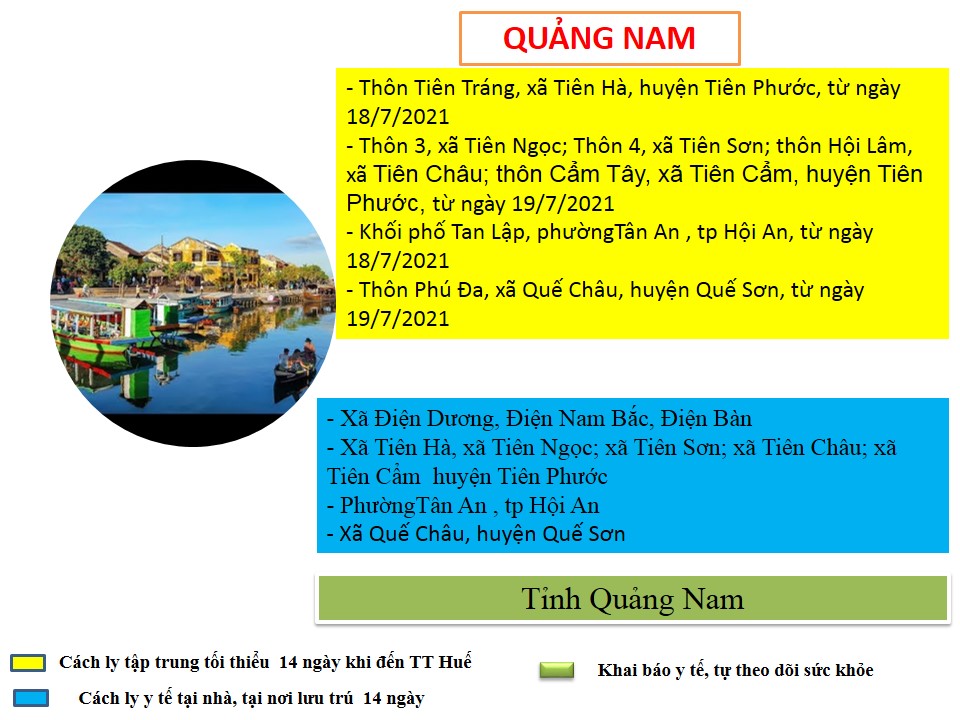 QUẢNG NAM
- Thôn Tiên Tráng, xã Tiên Hà, huyện Tiên Phước, từ ngày
18/7/2021
- Thôn 3, xã Tiên Ngọc; Thôn 4, xã Tiên Sơn; thôn Hội Lâm,
xã Tiên Châu; thôn Cẩm Tây, xã Tiên Cẩm, huyện Tiên
Phước, từ ngày 19/7/2021
- Khối phố Tan Lập, phườngTân An , tp Hội An, từ ngày
18/7/2021
- Thôn Phú Đa, xã Quế Châu, huyện Quế Sơn, từ ngày
19/7/2021
- Xã Điện Dương, Điện Nam Bắc, Điện Bàn
- Xã Tiên Hà, xã Tiên Ngọc; xã Tiên Sơn; xã Tiên Châu; xã
Tiên Cẩm huyện Tiên Phước
- PhườngTân An , tp Hội An
- Xã Quế Châu, huyện Quế Sơn
Tỉnh Quảng Nam
Cách ly tập trung tối thiểu 14 ngày khi đến TT Huế
Khai báo y tế, tự theo dõi sức khỏe
Cách ly y tế tại nhà, tại nơi lưu trú 14 ngày